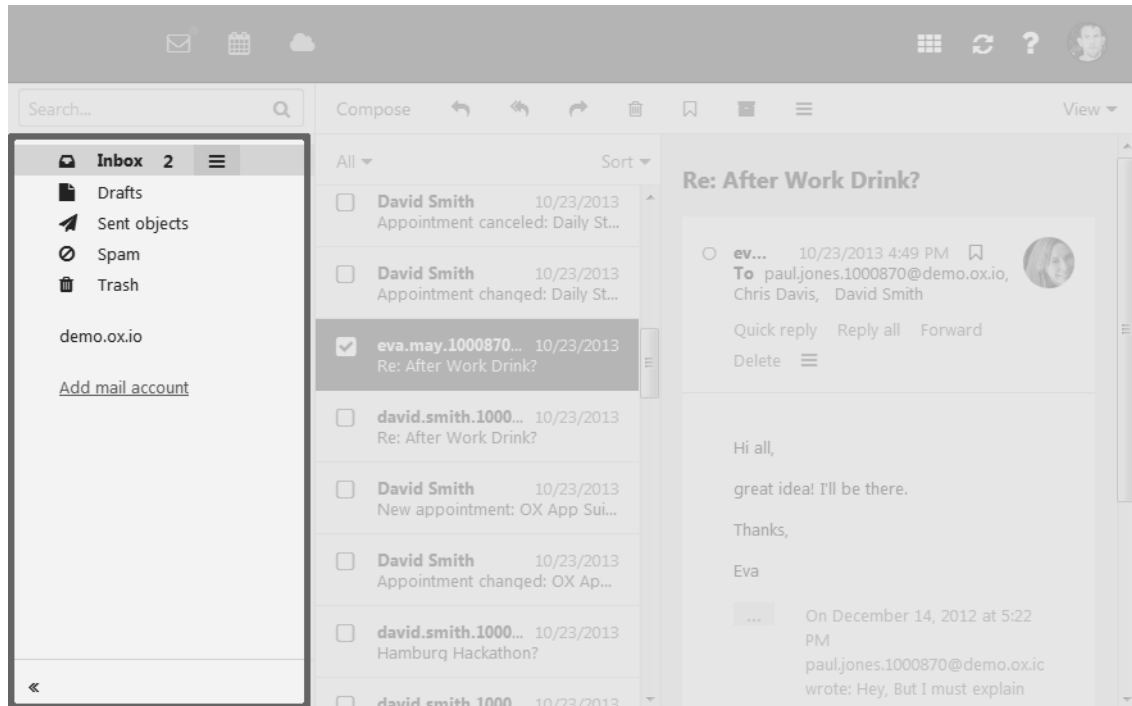 Search...
Compose
View
Inbox 2
Drafts
Sent objects
Spam
Trash
demo.ox.io
Add mail account
All
Sort
David Smith 10/23/2013
Appointment canceled: Daily St...
David Smith 10/23/2013
Appointment changed: Daily St...
eva.may.1000870... 10/23/2013
Re: After Work Drink?
david.smith.1000... 10/23/2013
Re: After Work Drink?
David Smith 10/23/2013
New appointment: OX App Sui...
David Smith 10/23/2013
Appointment changed: OX Ap...
david.smith.1000... 10/23/2013
Hamburg Hackathon?
david.smith.1000 10/23/2013
Re: After Work Drink?
ev... 10/23/2013 4:49 PM
To paul.jones.1000870@demo.ox.io,
Chris Davis, David Smith
Quick reply Reply all Forward
Delete
Hi all,
great idea! I'll be there.
Thanks,
Eva
...
On December 14, 2012 at 5:22
PM
paul.jones.1000870@demo.ox.ic
wrote: Hey, But I must explain